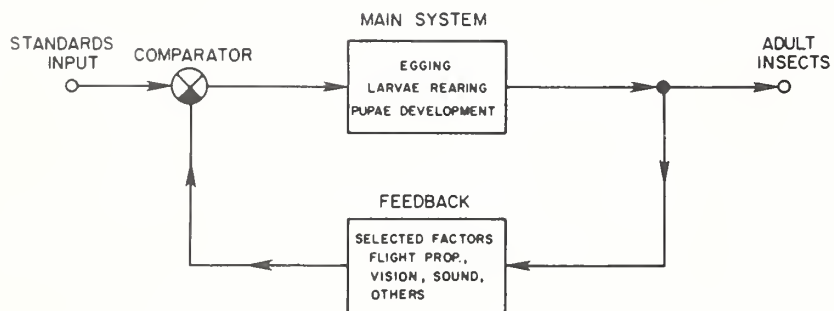 MAIN SYSTEM
STANDARDS
INPUT
COMPARATOR
EGGING
LARVAE REARING
PUPAE DEVELOPMENT
ADULT
INSECTS
FEEDBACK
SELECTED FACTORS
FLIGHT PROP.,
VISION, SOUND,
OTHERS